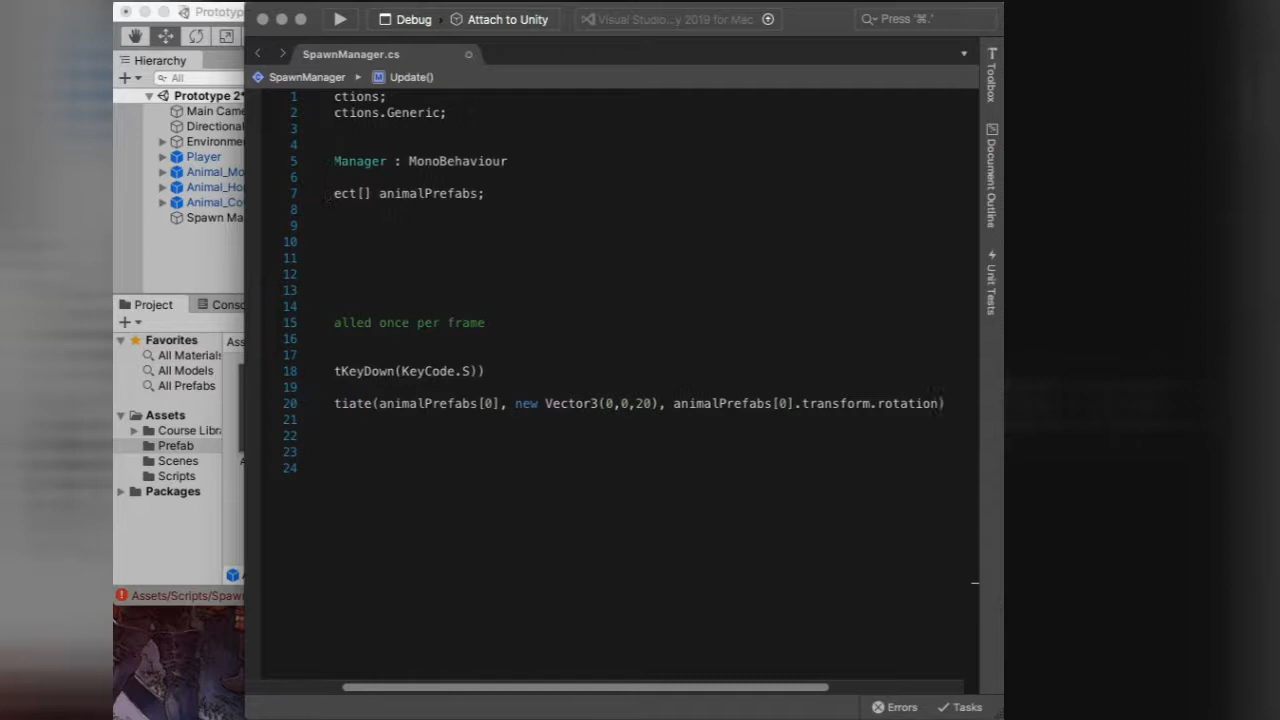 Prototyp
Debug
Attach to Unity
Visual Studio...y 2019 for Mac
Press '⌘.'
Hierarchy
SpawnManager.cs
All
SpawnManager
Update()
Prototype 2*
Main Came
Directional
Environme
Player
Animal_Mo
Animal_Ho
Animal_Co
Spawn Ma
1 ctions;
2 ctions.Generic;
3
4
5 Manager : MonoBehaviour
6
7 ect[] animalPrefabs;
8
9
10
11
12
13
14
15 alled once per frame
16
17
18 tKeyDown(KeyCode.S))
19
20 tiate(animalPrefabs[0], new Vector3(0,0,20), animalPrefabs[0].transform.rotation)
21
22
23
24
Toolbox
Document Outline
Unit Tests
Project
Conso
Favorites
Ass
All Materials
All Models
All Prefabs
Assets
Course Libra
Prefab
Scenes
Scripts
Packages
Assets/Scripts/Spawn
Errors
Tasks